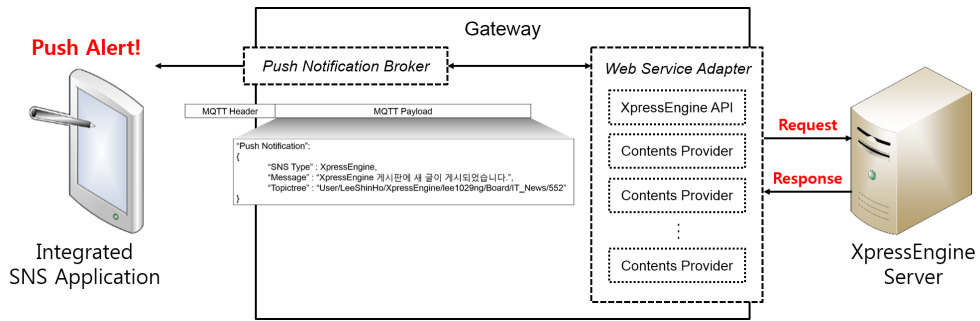 Gateway
Push Alert!
Push Notification Broker
Web Service Adapter
MQTT Header
MQTT Payload
XpressEngine API
Request
“Push Notification”:
{
“SNS Type” : XpressEngine,
“Message” : “XpressEngine 게시판에 새 글이 게시되었습니다.”,
“Topictree” : “User/LeeShinHo/XpressEngine/lee1029ng/Board/IT_News/552”
}
Contents Provider
Response
Contents Provider
⋮
Contents Provider
Integrated
SNS Application
XpressEngine
Server